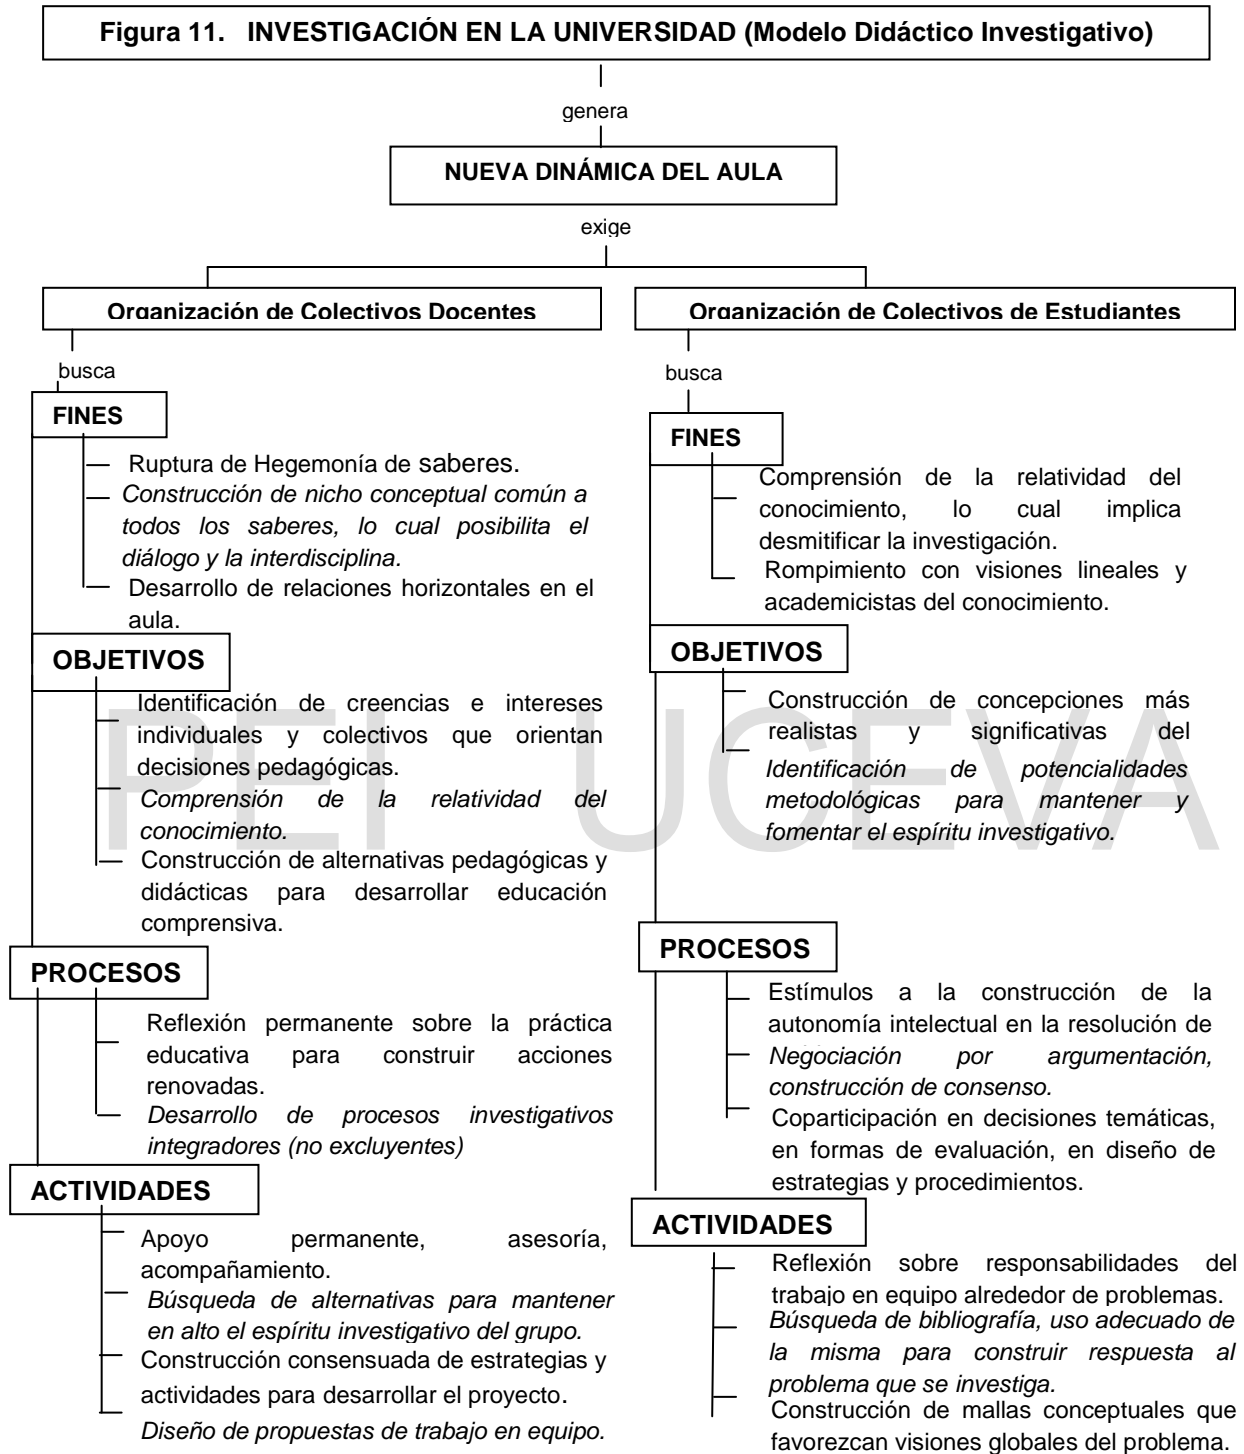 Figura 11. INVESTIGACIÓN EN LA UNIVERSIDAD (Modelo Didáctico Investigativo)
genera
NUEVA DINÁMICA DEL AULA
exige
Organización de Colectivos Docentes
busca
FINES
Ruptura de Hegemonía de saberes.
Construcción de nicho conceptual común a
todos los saberes, lo cual posibilita el
diálogo y la interdisciplina.
Desarrollo de relaciones horizontales en el
aula.
OBJETIVOS
Identificación de creencias e intereses
individuales y colectivos que orientan
decisiones pedagógicas.
Comprensión de la relatividad del
conocimiento.
Construcción de alternativas pedagógicas y
didácticas para desarrollar educación
comprensiva.
PROCESOS
Reflexión permanente sobre la práctica
educativa para construir acciones
renovadas.
Desarrollo de procesos investigativos
integradores (no excluyentes)
ACTIVIDADES
Apoyo permanente, asesoría,
acompañamiento.
Búsqueda de alternativas para mantener
en alto el espíritu investigativo del grupo.
Construcción consensuada de estrategias y
actividades para desarrollar el proyecto.
Diseño de propuestas de trabajo en equipo.
Organización de Colectivos de Estudiantes
busca
FINES
Comprensión de la relatividad del
conocimiento, lo cual implica
desmitificar la investigación.
Rompimiento con visiones lineales y
academicistas del conocimiento.
OBJETIVOS
Construcción de concepciones más
realistas y significativas del
Identificación de potencialidades
metodológicas para mantener y
fomentar el espíritu investigativo.
PROCESOS
Estímulos a la construcción de la
autonomía intelectual en la resolución de
Negociación por argumentación,
construcción de consenso.
Coparticipación en decisiones temáticas,
en formas de evaluación, en diseño de
estrategias y procedimientos.
ACTIVIDADES
Reflexión sobre responsabilidades del
trabajo en equipo alrededor de problemas.
Búsqueda de bibliografía, uso adecuado de
la misma para construir respuesta al
problema que se investiga.
Construcción de mallas conceptuales que
favorezcan visiones globales del problema.
PEI UCEVA